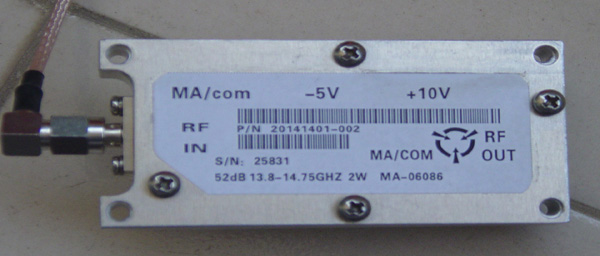 MA/com -5V +10V
RF IN
P/N 20141401-002
S/N: 25831
MA/COM
RF OUT
52dB 13.8-14.75GHZ 2W MA-06086